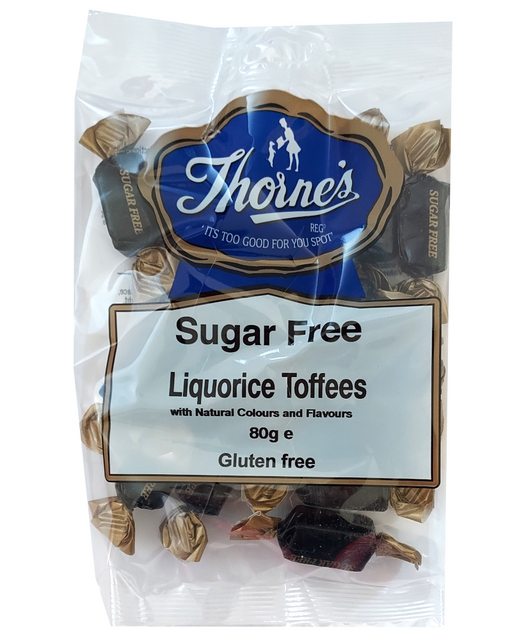 Thorne's
REG'
'ITS TOO GOOD FOR YOU SPOT'
SUGAR FREE
SUGAR FREE
Sugar Free
Liquorice Toffees
with Natural Colours and Flavours
80g e
Gluten free